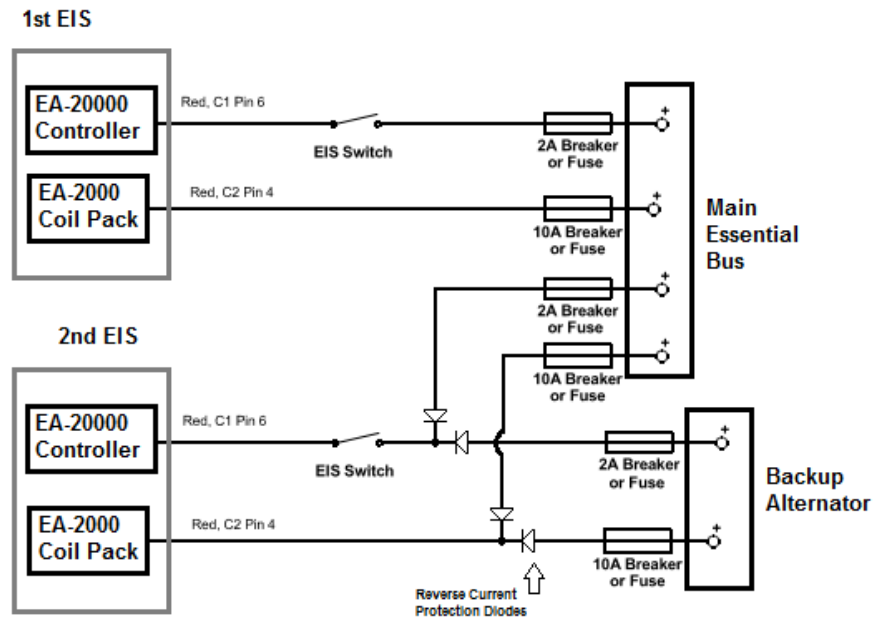 1st EIS
EA-20000
Controller
Red, C1 Pin 6
EIS Switch
2A Breaker
or Fuse
+
EA-2000
Coil Pack
Red, C2 Pin 4
10A Breaker
or Fuse
+
Main
Essential
Bus
2A Breaker
or Fuse
+
10A Breaker
or Fuse
+
2nd EIS
EA-20000
Controller
Red, C1 Pin 6
EIS Switch
2A Breaker
or Fuse
+
Backup
Alternator
EA-2000
Coil Pack
Red, C2 Pin 4
10A Breaker
or Fuse
+
Reverse Current
Protection Diodes